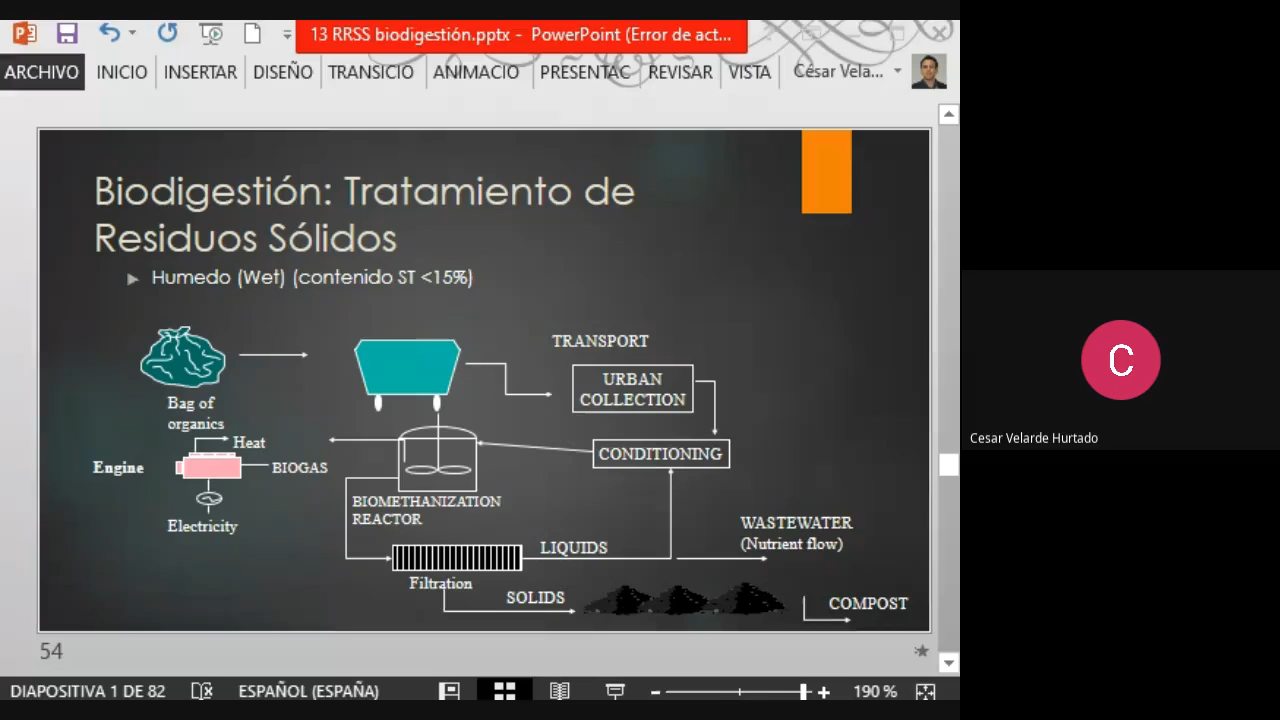 13 RRSS biodigestión.pptx - PowerPoint (Error de act...
ARCHIVO INICIO INSERTAR DISEÑO TRANSICIO ANIMACIO PRESENTAC REVISAR VISTA César Vela...
Biodigestión: Tratamiento de
Residuos Sólidos
Humedo (Wet) (contenido ST <15%)
Bag of
organics
TRANSPORT
URBAN
COLLECTION
CONDITIONING
Heat
Engine
BIOGAS
Electricity
BIOMETHANIZATION
REACTOR
Filtration
LIQUIDS
WASTEWATER
(Nutrient flow)
SOLIDS
COMPOST
54
DIAPOSITIVA 1 DE 82 ESPAÑOL (ESPAÑA) 190 %
C
Cesar Velarde Hurtado